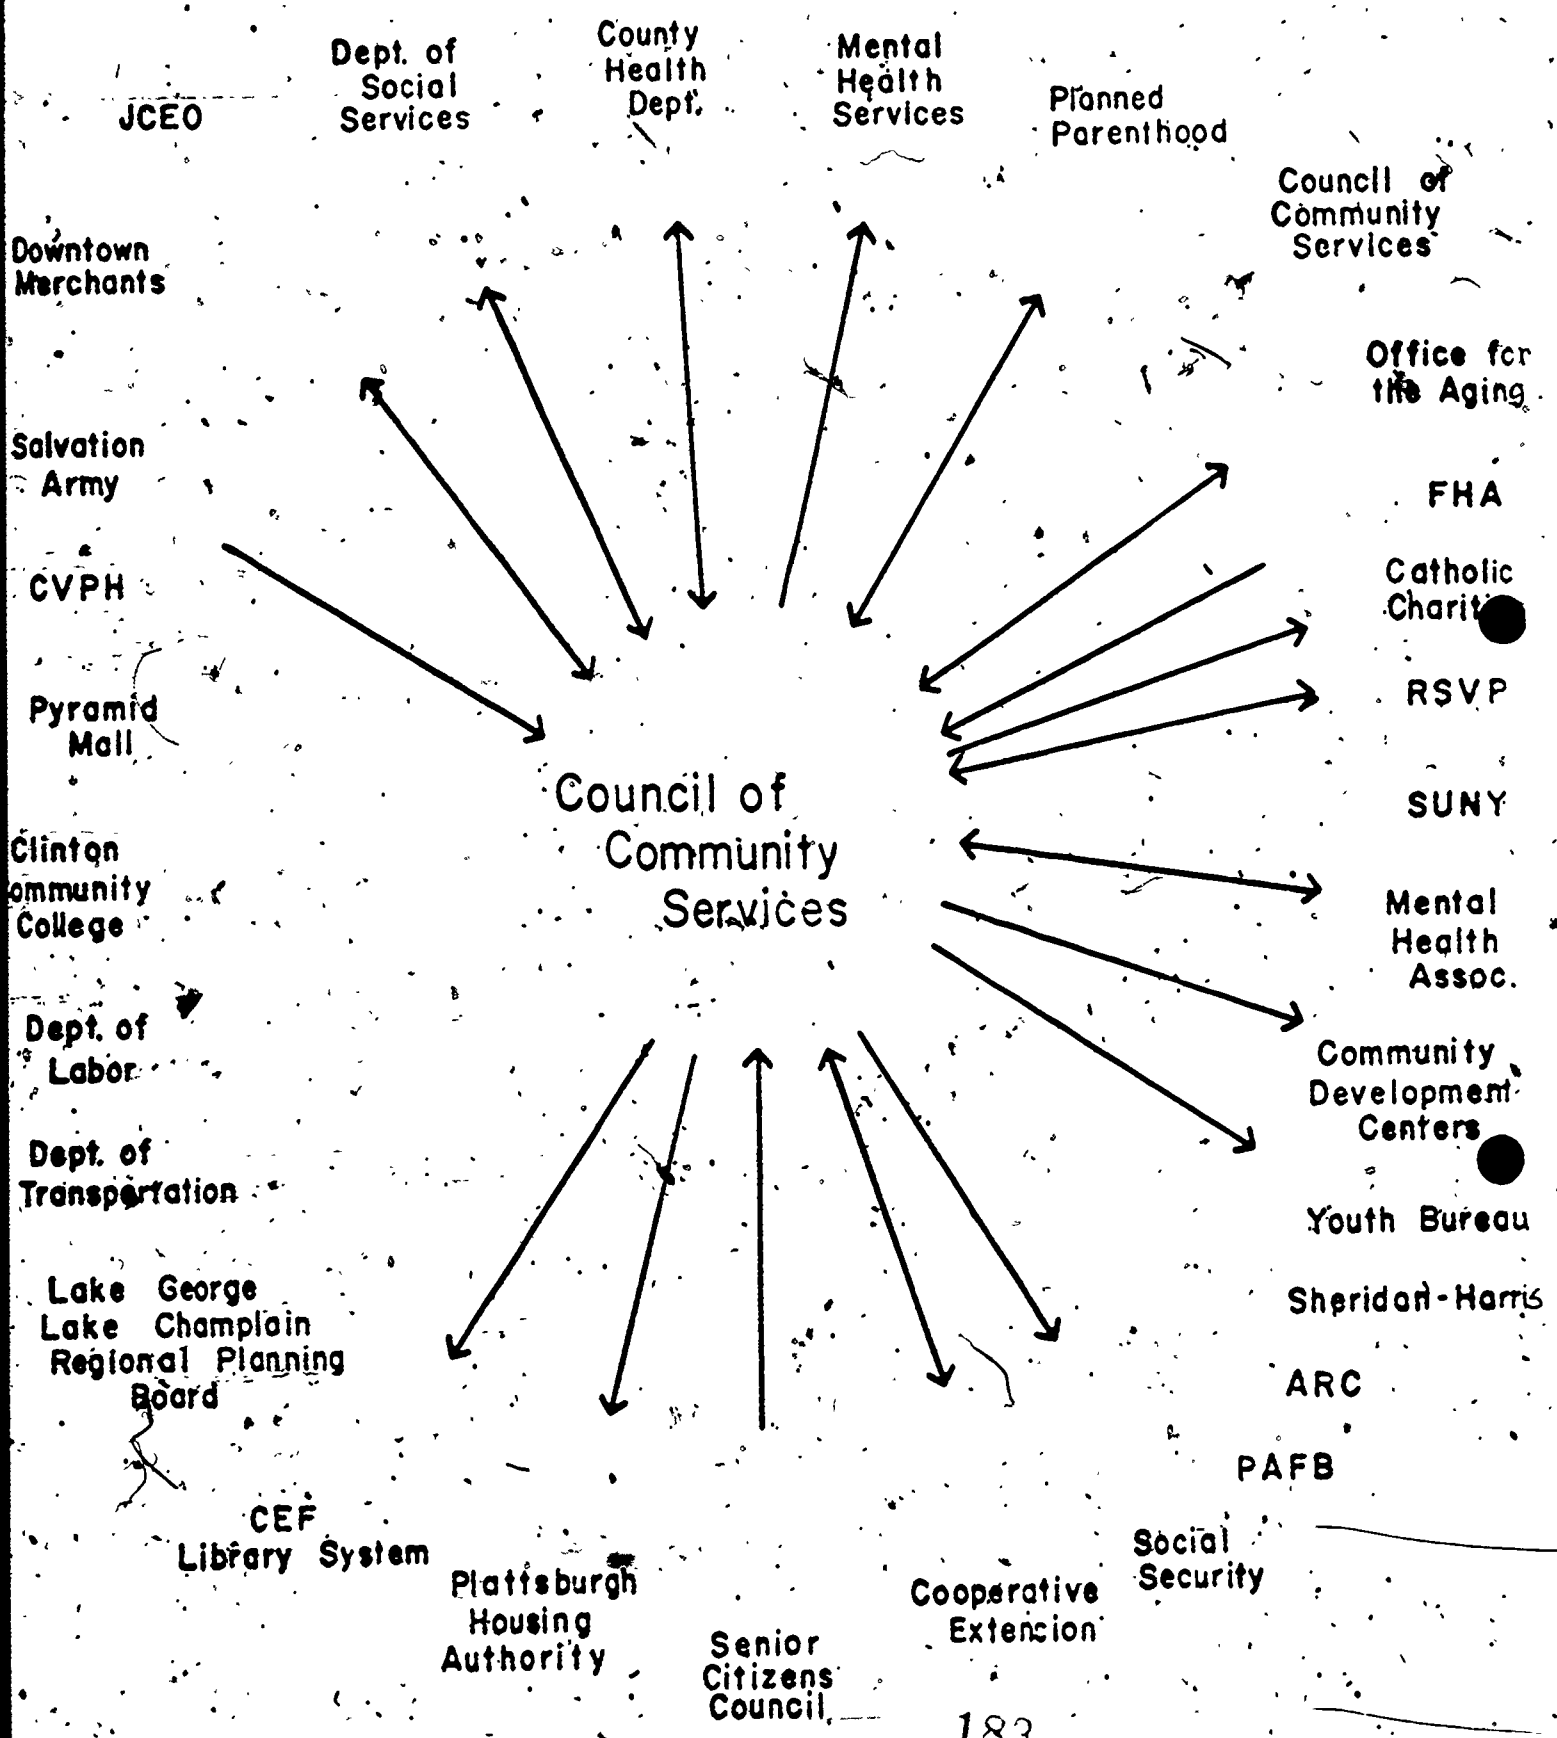 JCEO
Dept. of
Social
Services
County
Health
Dept.
Mental
Health
Services
Planned
Parenthood
Council of
Community
Services
Downtown
Merchants
Office for
the Aging
Salvation
Army
FHA
CVPH
Catholic
Chariti
RSVP
Pyramid
Mall
Council of
Community
Services
SUNY
Clinton
ommunity
College
Mental
Health
Assoc.
Dept. of
Labor
Community
Development
Centers
Dept. of
Transportation
Youth Bureau
Lake George
Lake Champlain
Regional Planning
Board
Sheridan-Harris
ARC
PAFB
CEF
Library System
Plattsburgh
Housing
Authority
Senior
Citizens
Council
Cooperative
Extension
Social
Security
183